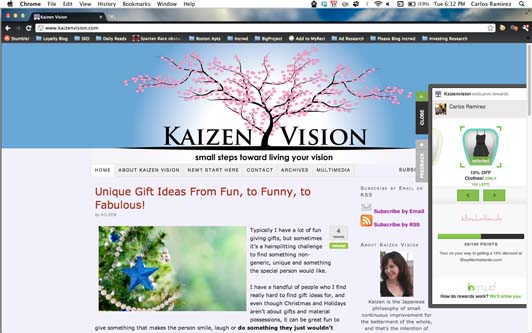 Chrome File Edit View History Bookmarks Window Help
(59%) Tue 6:12 PM Carlos Ramirez
Kaizen Vision
www.kaizenvision.com
Stumble! Blog SEO Daily Reads Spartan Race obsta Boston Apts Incred BigProject Add to MyRest Ad Research Please Blog Incred Investing Research
KAIZEN VISION
small steps toward living your vision
HOME ABOUT KAIZEN VISION NEW? START HERE CONTACT ARCHIVES MULTIMEDIA SUBSC
Unique Gift Ideas From Fun, to Funny, to
Fabulous!
by AILEEN
Typically I have a lot of fun
giving gifts, but sometimes
it's a hairsplitting challenge
to find something non-
generic, unique and something
the special person would like.
I have a handful of people who I find
really hard to find gift ideas for, and
even though Christmas and Holidays
aren't about gifts and material
possessions, it can be great fun to
give something that makes the person smile, laugh or do something they just wouldn't
4
tweets
retweet
Subscribe by Email or
RSS
Subscribe by Email
Subscribe by RSS
ABOUT KAIZEN VISION
Kaizen is the Japanese
philosophy of small
continuous improvement for
the betterment of the whole,
and that's the intention of
CLOSE
FEEDBACK
Kaizenvision exclusive rewards
Carlos Ramirez
selected
15% OFF
Clothes! (ONLY
100 LEFT)
58/100 POINTS
Your on your way to getting a 15% discount at
incred
How do rewards work? We'll show you